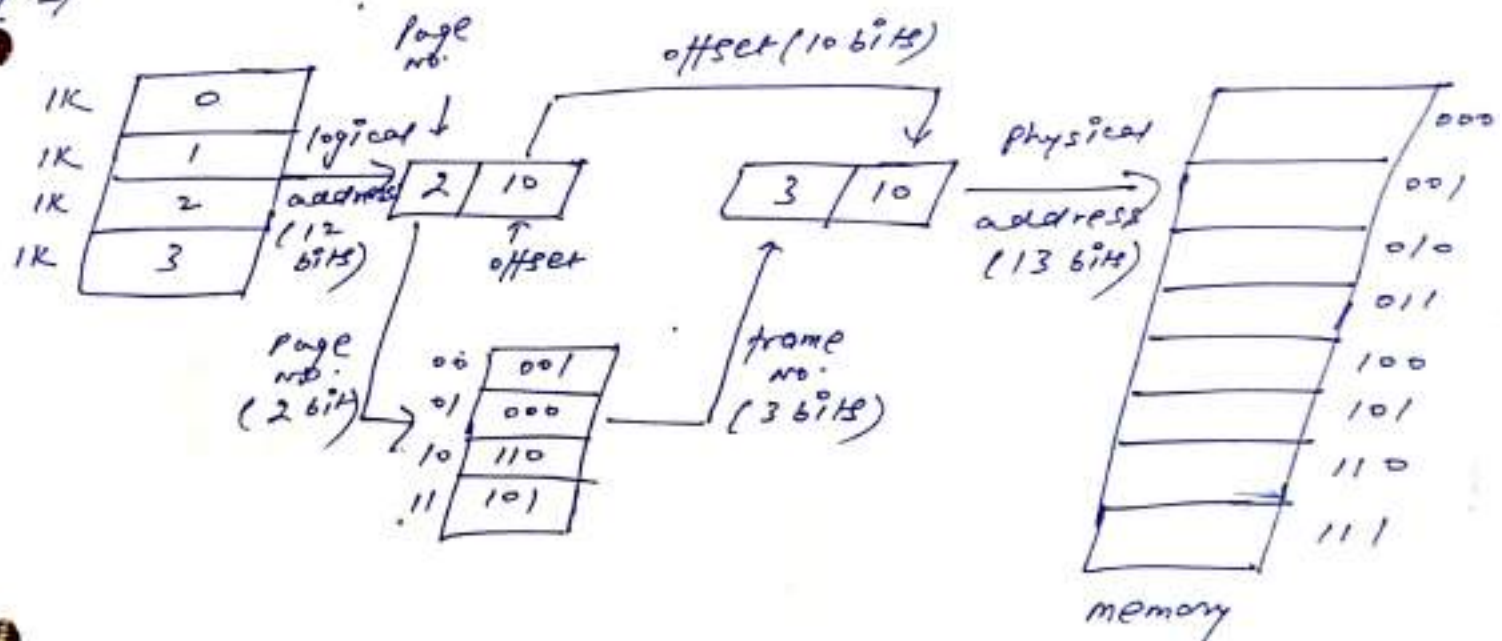 Page
no.
offset (10 bits)
1K 0
1K 1
1K 2
1K 3
logical
address
(12
bits)
2 10
offset
3 10
Physical
address
(13 bits)
000
001
010
011
100
101
110
111
memory
Page
no.
(2 bit)
00 001
01 000
10 110
11 101
frame
no.
(3 bits)